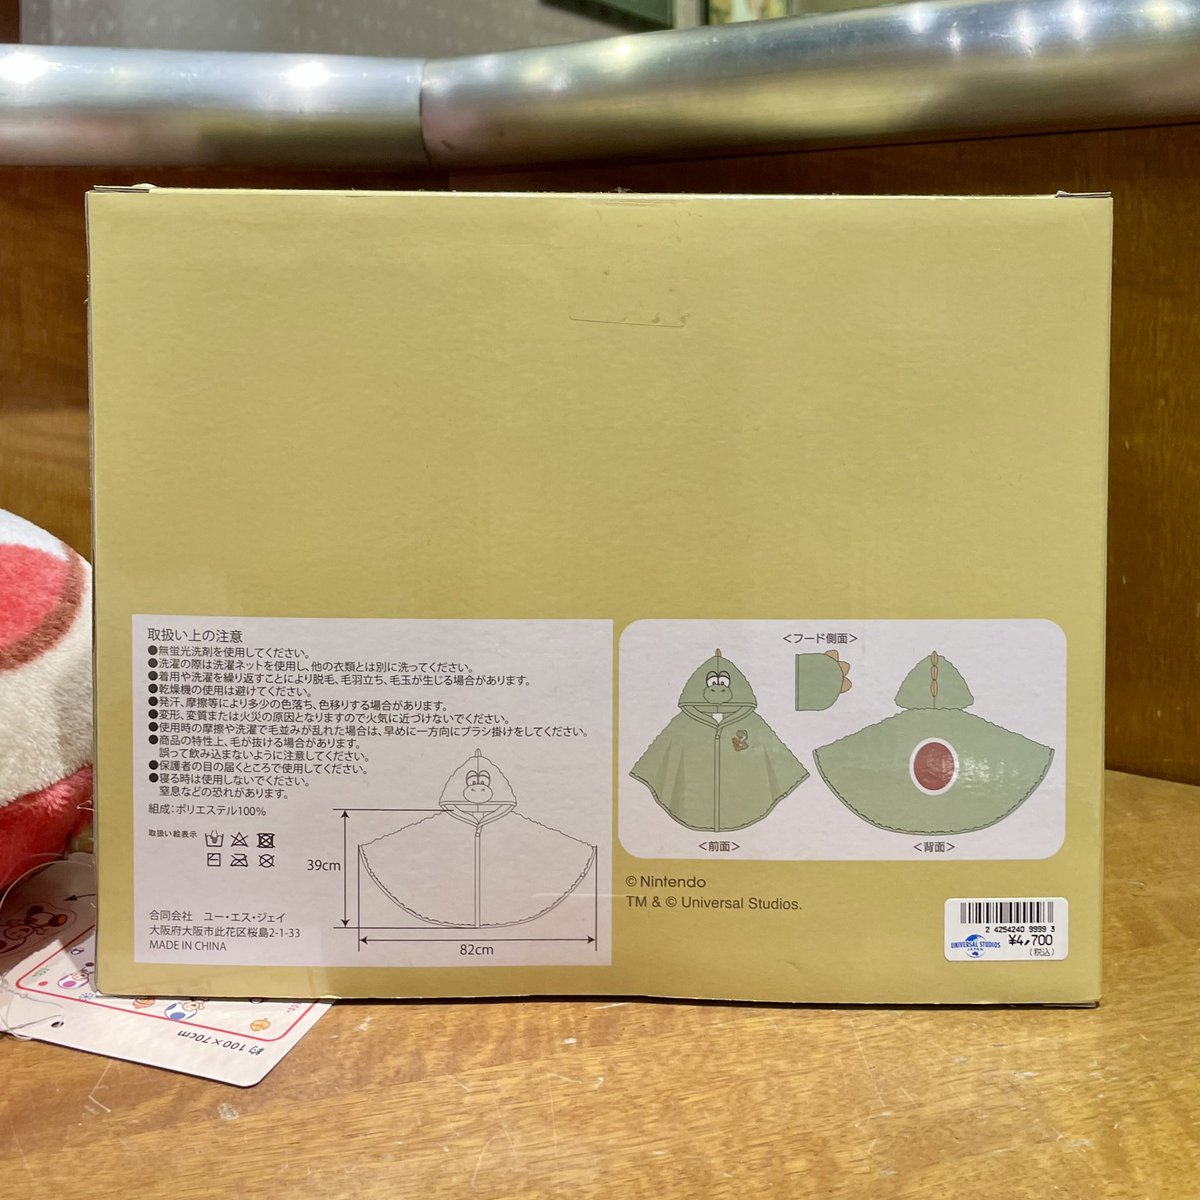 取扱い上の注意
●無蛍光洗剤を使用してください。
●洗濯の際は洗濯ネットを使用し、他の衣類とは別に洗ってください。
●着用や洗濯を繰り返すことにより脱毛、毛羽立ち、毛玉が生じる場合があります。
●乾燥機の使用は避けてください。
●発汗、摩擦等により多少の色落ち、色移りする場合があります。
●変形、変質または火災の原因となりますので火気に近づけないでください。
●使用時の摩擦や洗濯で毛並みが乱れた場合は、早めに一方向にブラシ掛けをしてください。
●商品の特性上、毛が抜ける場合があります。
誤って飲み込まないように注意してください。
●保護者の目の届くところで使用してください。
●寝る時は使用しないでください。
窒息などの恐れがあります。
組成：ポリエステル100%
取扱い絵表示
39cm
82cm
合同会社 ユー・エス・ジェイ
大阪府大阪市此花区桜島2-1-33
MADE IN CHINA
<フード側面>
<前面>
<背面>
© Nintendo
TM & © Universal Studios.
2 4254240 9999 3
UNIVERSAL STUDIOS
JAPAN
¥4,700
(税込)
約100×70cm